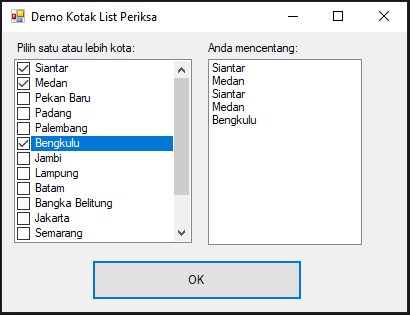 Demo Kotak List Periksa
Pilih satu atau lebih kota:
Siantar
Medan
Pekan Baru
Padang
Palembang
Bengkulu
Jambi
Lampung
Batam
Bangka Belitung
Jakarta
Semarang
Anda mencentang:
Siantar
Medan
Siantar
Medan
Bengkulu
OK